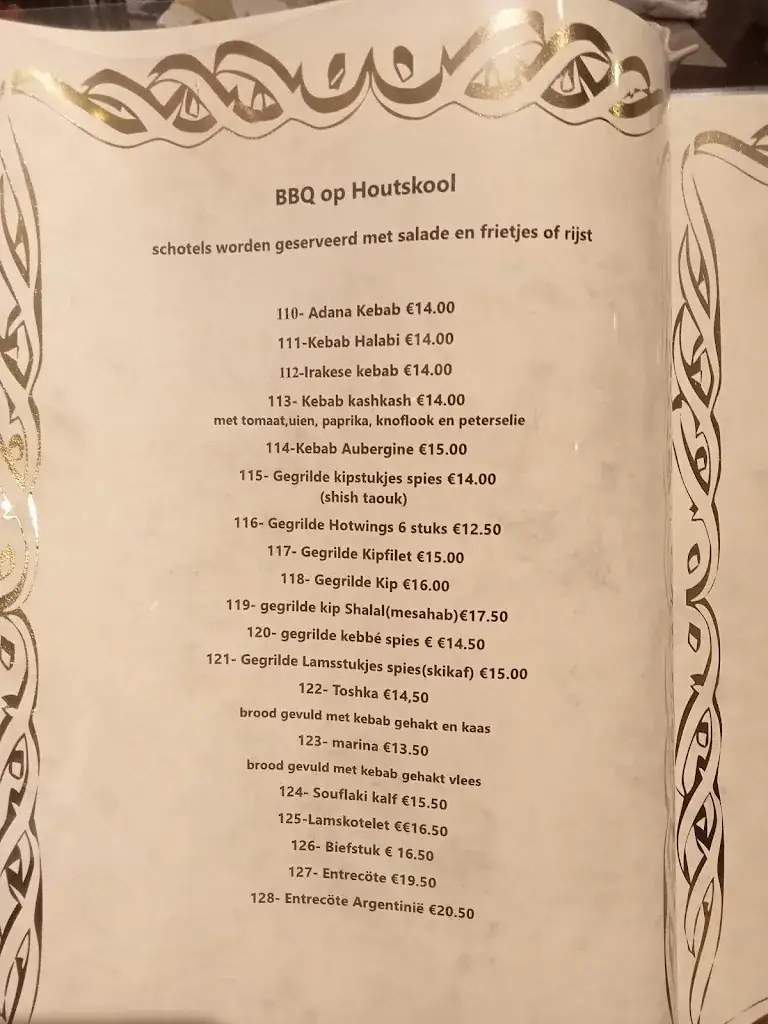 BBQ op Houtskool
schotels worden geserveerd met salade en frietjes of rijst
110- Adana Kebab €14.00
111-Kebab Halabi €14.00
112-Irakese kebab €14.00
113- Kebab kashkash €14.00
met tomaat,uien, paprika, knoflook en peterselie
114-Kebab Aubergine €15.00
115- Gegrilde kipstukjes spies €14.00
(shish taouk)
116- Gegrilde Hotwings 6 stuks €12.50
117- Gegrilde Kipfilet €15.00
118- Gegrilde Kip €16.00
119- gegrilde kip Shalal(mesahab)€17.50
120- gegrilde kebbé spies € €14.50
121- Gegrilde Lamsstukjes spies(skikaf) €15.00
122- Toshka €14,50
brood gevuld met kebab gehakt en kaas
123- marina €13.50
brood gevuld met kebab gehakt vlees
124- Souflaki kalf €15.50
125-Lamskotelet €€16.50
126- Biefstuk € 16.50
127- Entrecöte €19.50
128- Entrecöte Argentinië €20.50